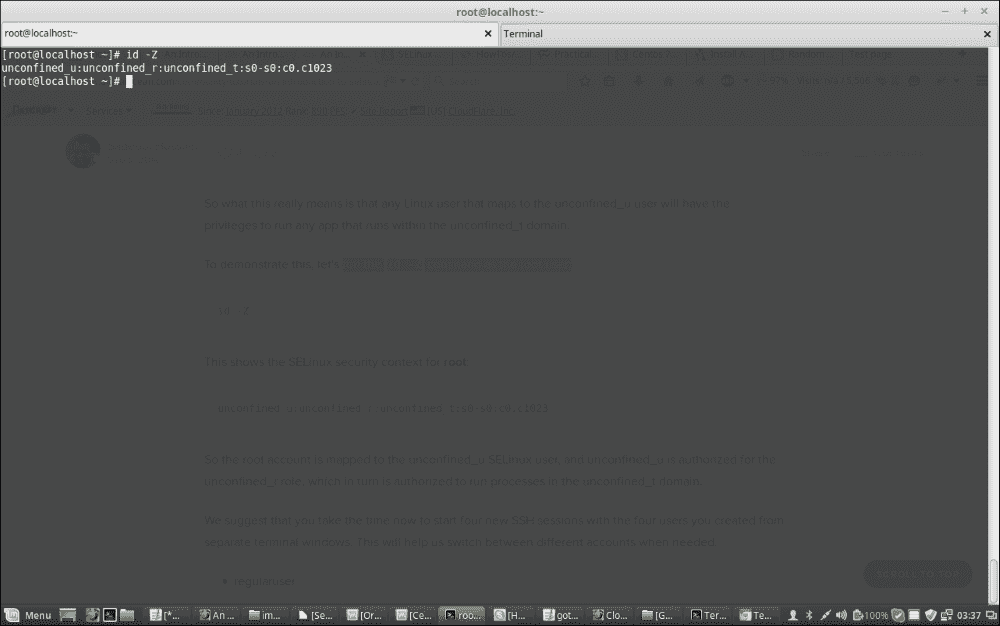 root@localhost:~
root@localhost:~
Terminal
[root@localhost ~]# id -Z
unconfined_u:unconfined_r:unconfined_t:s0-s0:c0.c1023
[root@localhost ~]#
Services
So what this really means is that any Linux user that maps to the unconfined_u user will have the
privileges to run any app that runs within the unconfined_t domain.
To demonstrate this, let's
This shows the SELinux security context for root:
unconfined_u:unconfined_r:unconfined_t:s0-s0:c0.c1023
So the root account is mapped to the unconfined_u SELinux user, and unconfined_u is authorized for the
unconfined_r role, which in turn is authorized to run processes in the unconfined_t domain.
We suggest that you take the time now to start four new SSH sessions with the four users you created from
separate terminal windows. This will help us switch between different accounts when needed.
• regularuser
SCROLL TO TOP
Menu [*... An ... im... [Se... [Or... [Ce... roo... [H... got... Clo... [G... Ter... Te... 100% 03:37